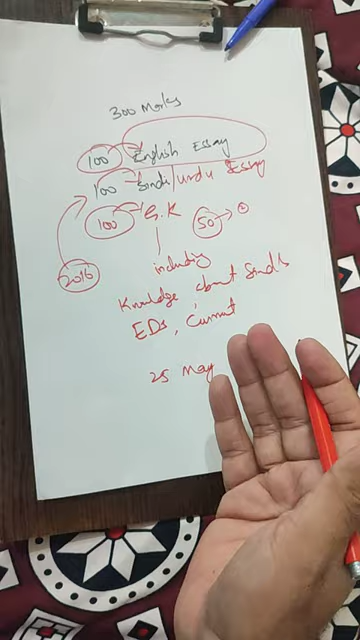 300 Marks
100 English Essay
100 Sindhi/urdu Essay
100 G.K 50
2016
including
Knowledge about Sindh
EDs, Current
25 May